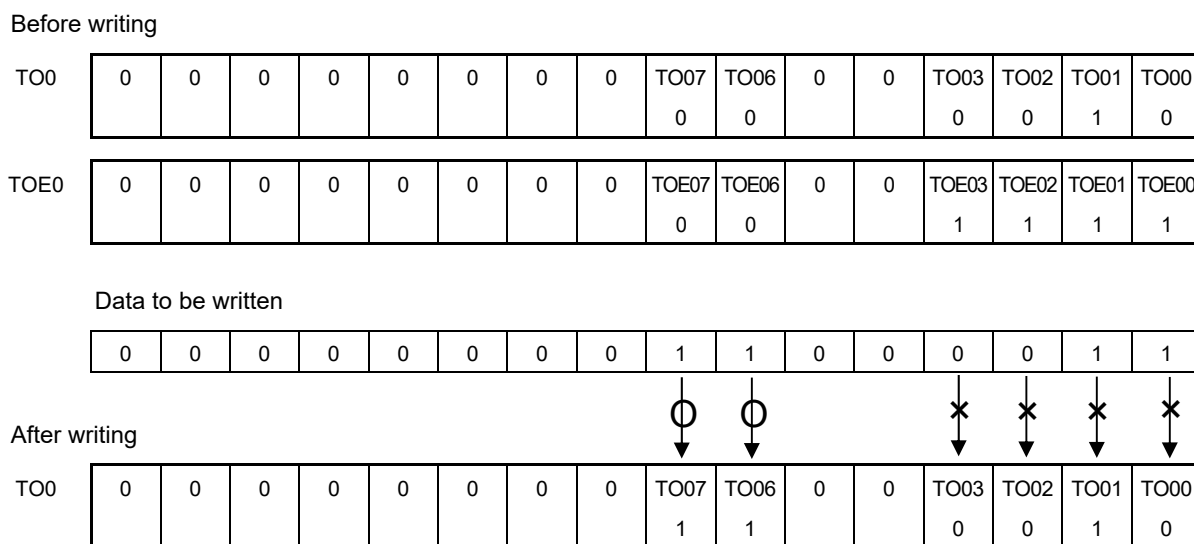 Before writing
TO0 0 0 0 0 0 0 0 0 TO07 TO06 0 0 TO03 TO02 TO01 TO00
0 0 0 0 1 0
TOE0 0 0 0 0 0 0 0 0 TOE07 TOE06 0 0 TOE03 TOE02 TOE01 TOE00
0 0 1 1 1 1
Data to be written
0 0 0 0 0 0 0 0 1 1 0 0 0 0 1 1
O O × × × ×
After writing
TO0 0 0 0 0 0 0 0 0 TO07 TO06 0 0 TO03 TO02 TO01 TO00
1 1 0 0 1 0